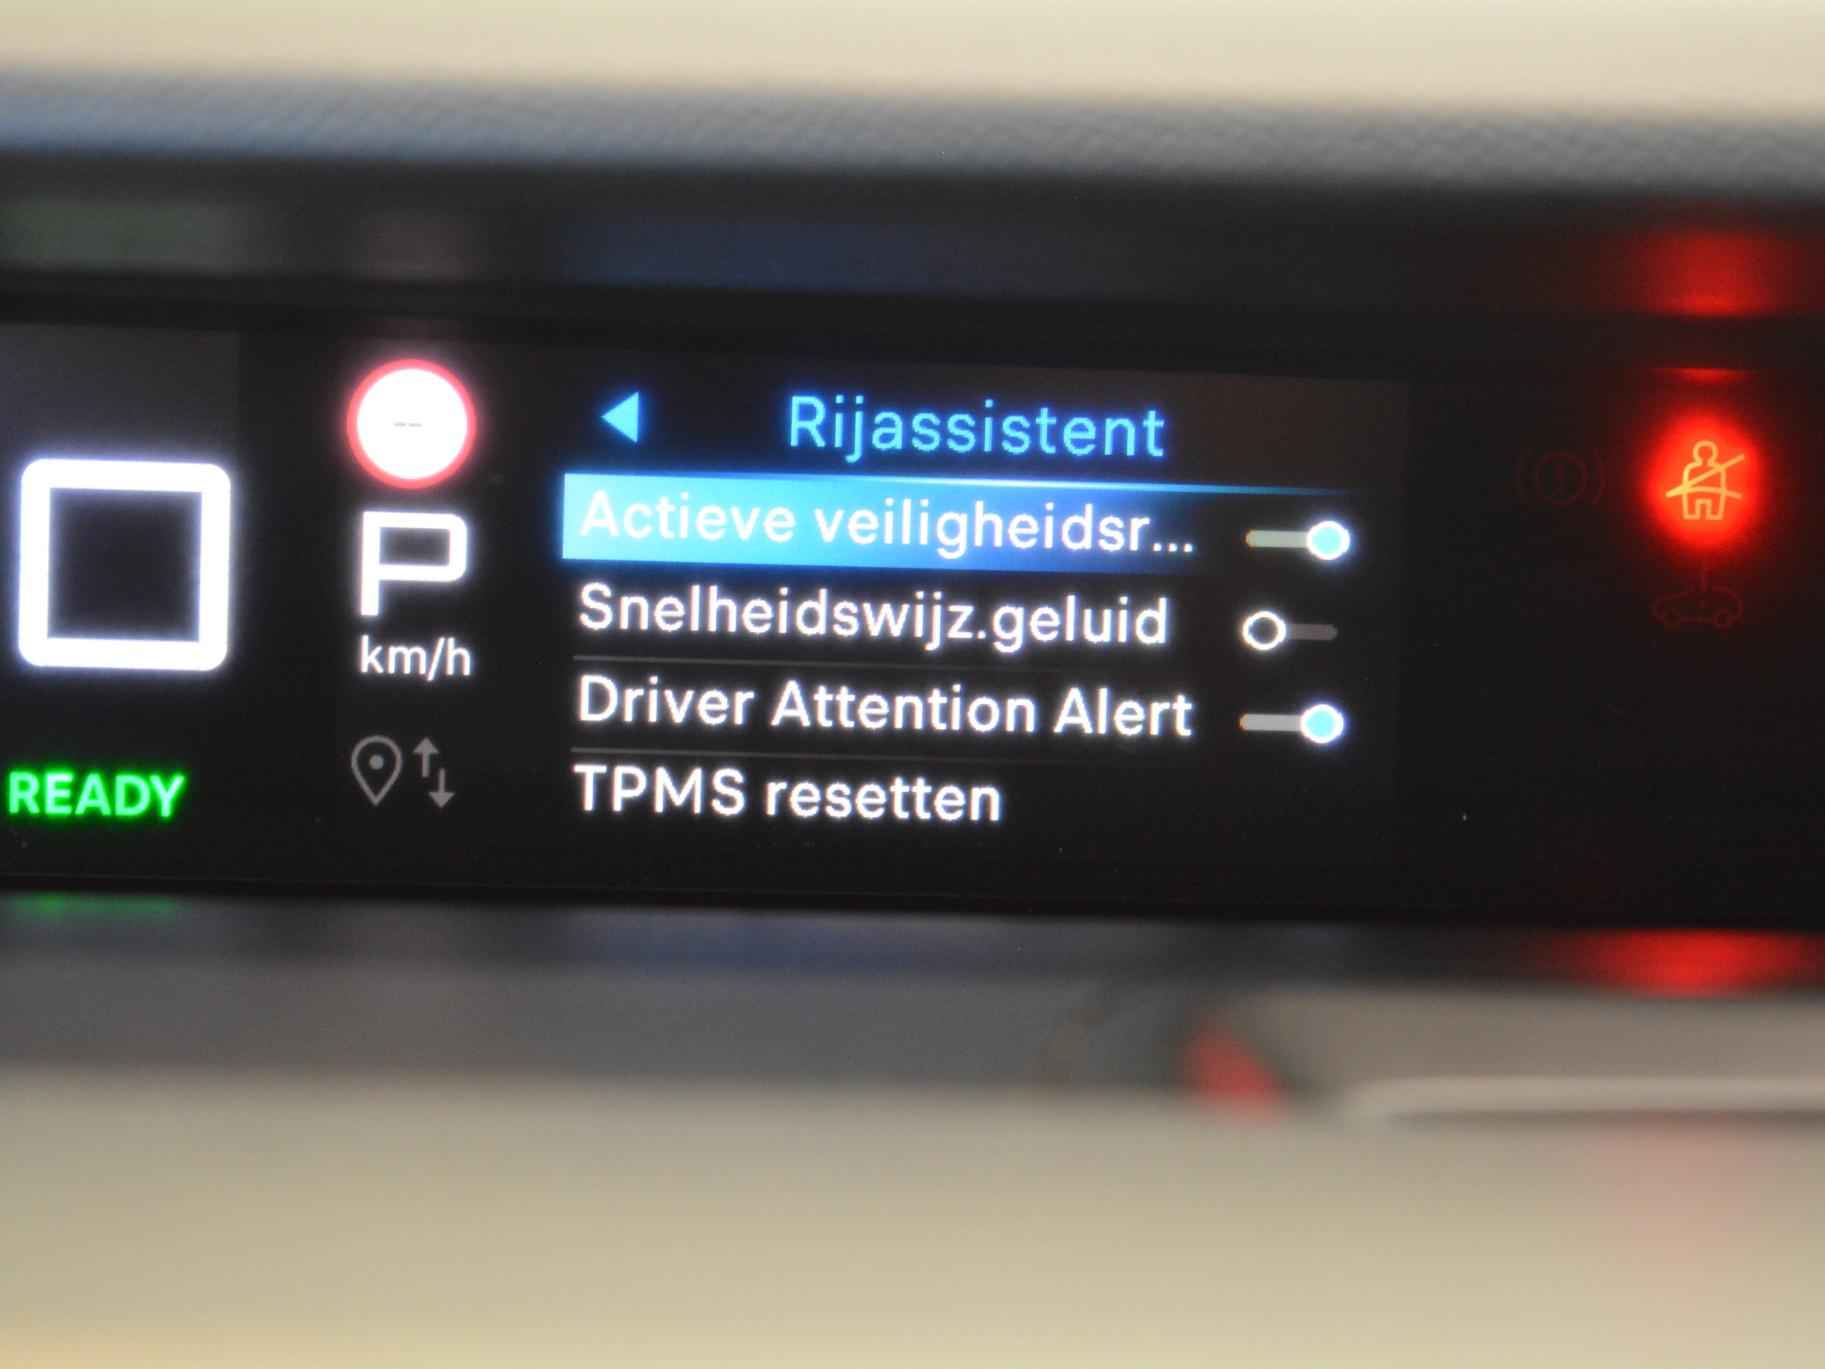 --
P
km/h
READY
Rijassistent
Actieve veiligheidsr...
Snelheidswijz.geluid
Driver Attention Alert
TPMS resetten